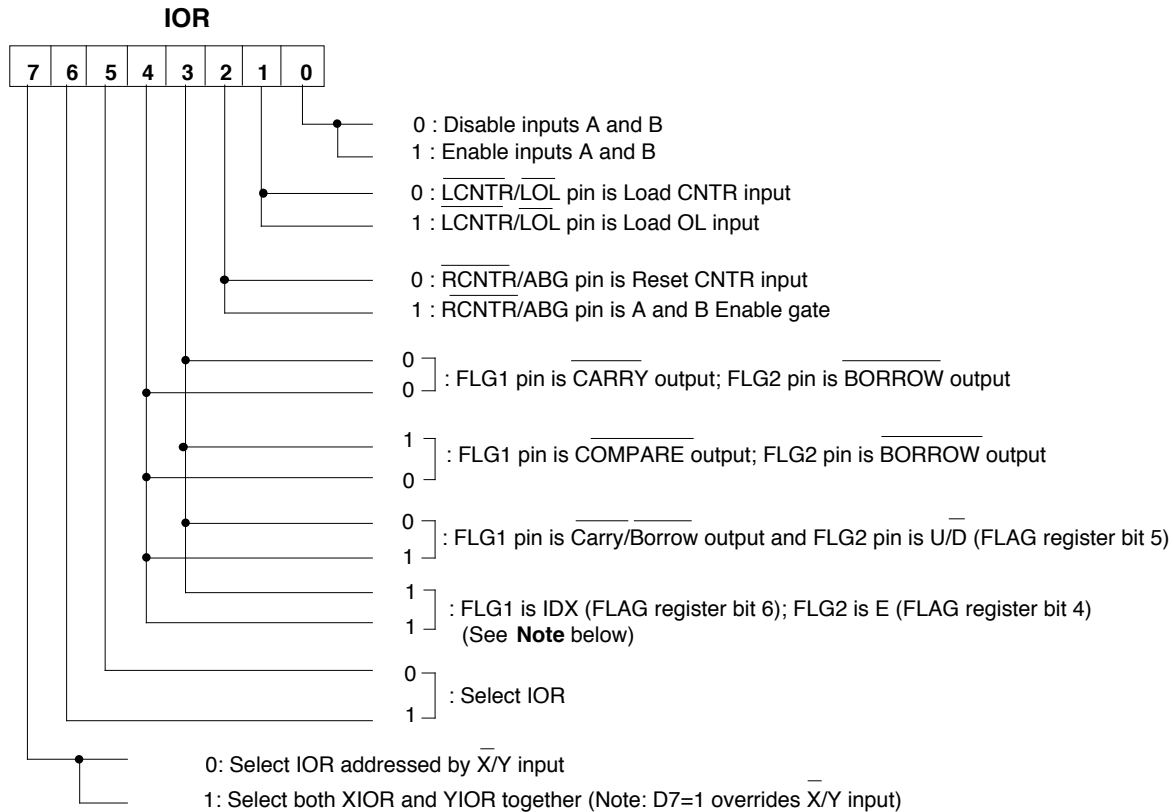 IOR
7 6 5 4 3 2 1 0
0 : Disable inputs A and B
1 : Enable inputs A and B
0 : LCNTR/LOL pin is Load CNTR input
1 : LCNTR/LOL pin is Load OL input
0 : RCNTR/ABG pin is Reset CNTR input
1 : RCNTR/ABG pin is A and B Enable gate
0
: FLG1 pin is CARRY output; FLG2 pin is BORROW output
0
1
: FLG1 pin is COMPARE output; FLG2 pin is BORROW output
0
0
: FLG1 pin is Carry/Borrow output and FLG2 pin is U/D (FLAG register bit 5)
1
1
: FLG1 is IDX (FLAG register bit 6); FLG2 is E (FLAG register bit 4)
1
(See Note below)
0
: Select IOR
1
0: Select IOR addressed by X/Y input
1: Select both XIOR and YIOR together (Note: D7=1 overrides X/Y input)